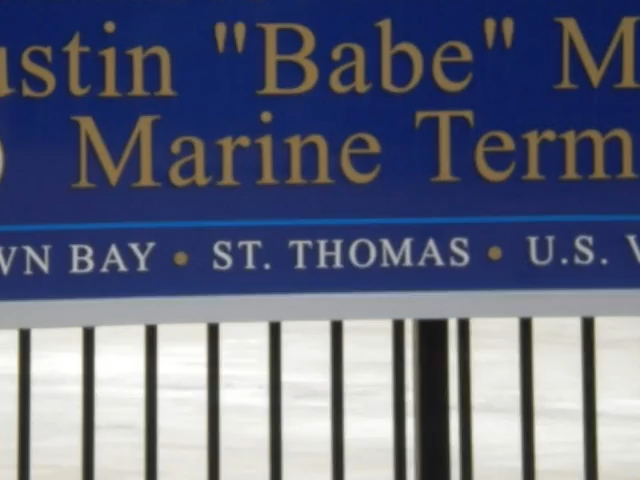 ustin "Babe" M
Marine Term
WN BAY • ST. THOMAS • U.S. V